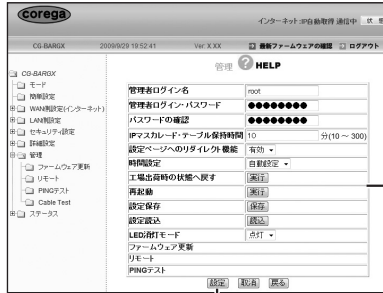 corega
インターネット:IP自動取得 通信中
CG-BARGX 2009/9/29 19:52:41 Ver: X.XX 最新ファームウェアの確認 ログアウト
管理 HELP
CG-BARGX
モード
簡単設定
WAN側設定(インターネット)
LAN側設定
セキュリティ設定
詳細設定
管理
ファームウェア更新
リモート
PINGテスト
Cable Test
ステータス
管理者ログイン名 root
管理者ログイン・パスワード ●●●●●●●●
パスワードの確認 ●●●●●●●●
IPマスカレード・テーブル保持時間 10 分(10 ~ 300)
設定ページへのリダイレクト機能 有効
時間設定 自動設定
工場出荷時の状態へ戻す 実行
再起動 実行
設定保存 保存
設定読込 読込
LED消灯モード 点灯
ファームウェア更新
リモート
PINGテスト
設定 取消 戻る